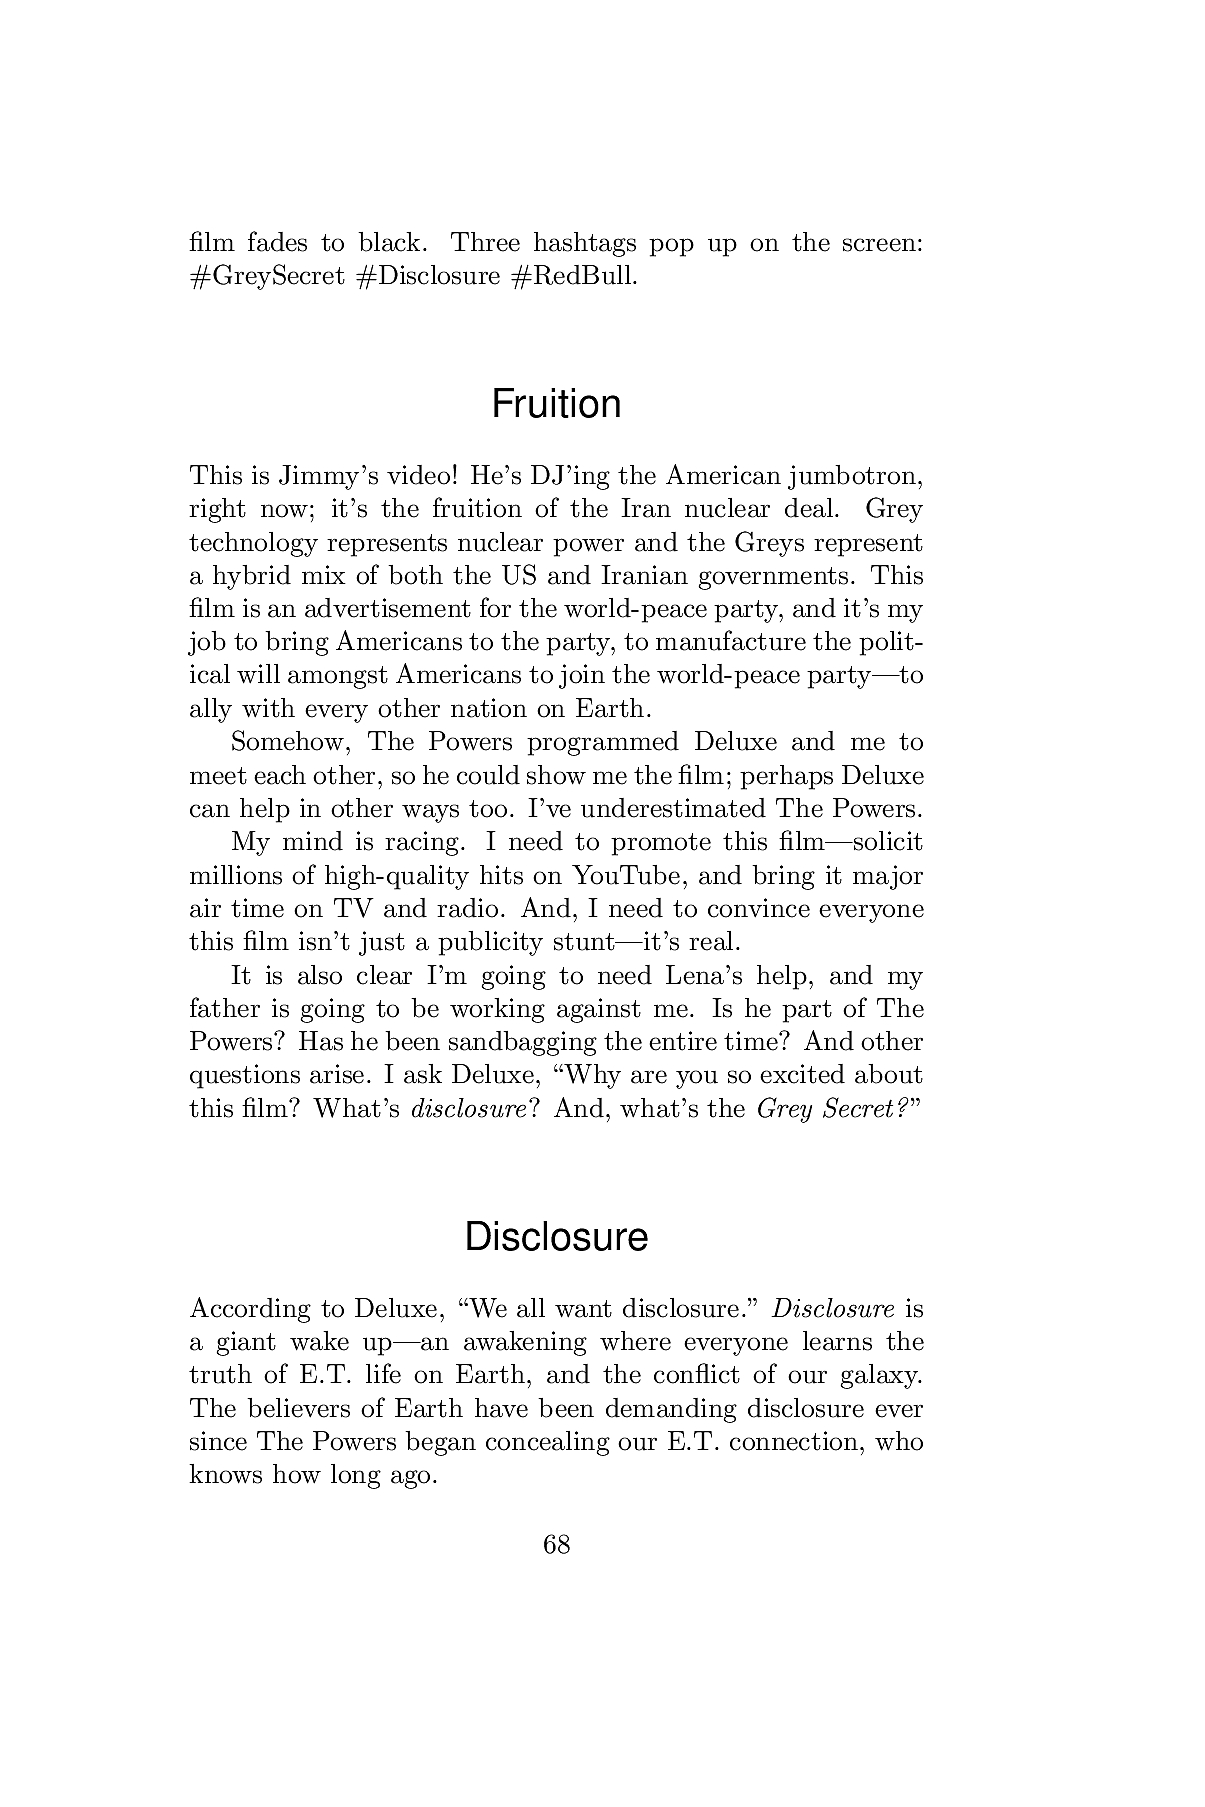 film fades to black. Three hashtags pop up on the screen:
#GreySecret #Disclosure #RedBull.
Fruition
This is Jimmy’s video! He’s DJ’ing the American jumbotron,
right now; it’s the fruition of the Iran nuclear deal. Grey
technology represents nuclear power and the Greys represent
a hybrid mix of both the US and Iranian governments. This
film is an advertisement for the world-peace party, and it’s my
job to bring Americans to the party, to manufacture the polit-
ical will amongst Americans to join the world-peace party—to
ally with every other nation on Earth.
Somehow, The Powers programmed Deluxe and me to
meet each other, so he could show me the film; perhaps Deluxe
can help in other ways too. I’ve underestimated The Powers.
My mind is racing. I need to promote this film—solicit
millions of high-quality hits on YouTube, and bring it major
air time on TV and radio. And, I need to convince everyone
this film isn’t just a publicity stunt—it’s real.
It is also clear I’m going to need Lena’s help, and my
father is going to be working against me. Is he part of The
Powers? Has he been sandbagging the entire time? And other
questions arise. I ask Deluxe, “Why are you so excited about
this film? What’s disclosure? And, what’s the Grey Secret?”
Disclosure
According to Deluxe, “We all want disclosure.” Disclosure is
a giant wake up—an awakening where everyone learns the
truth of E.T. life on Earth, and the conflict of our galaxy.
The believers of Earth have been demanding disclosure ever
since The Powers began concealing our E.T. connection, who
knows how long ago.
68